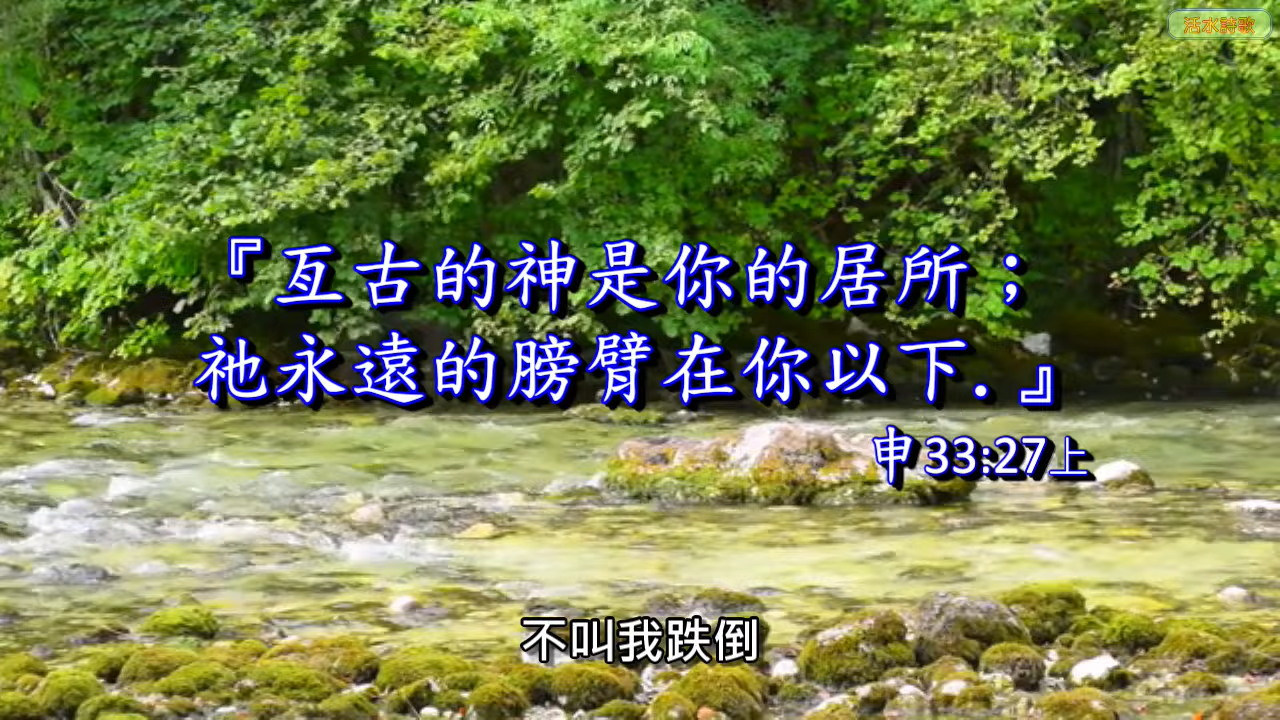 活水詩歌
『亙古的神是你的居所；
祂永遠的膀臂在你以下.』
申33:27上
不叫我跌倒